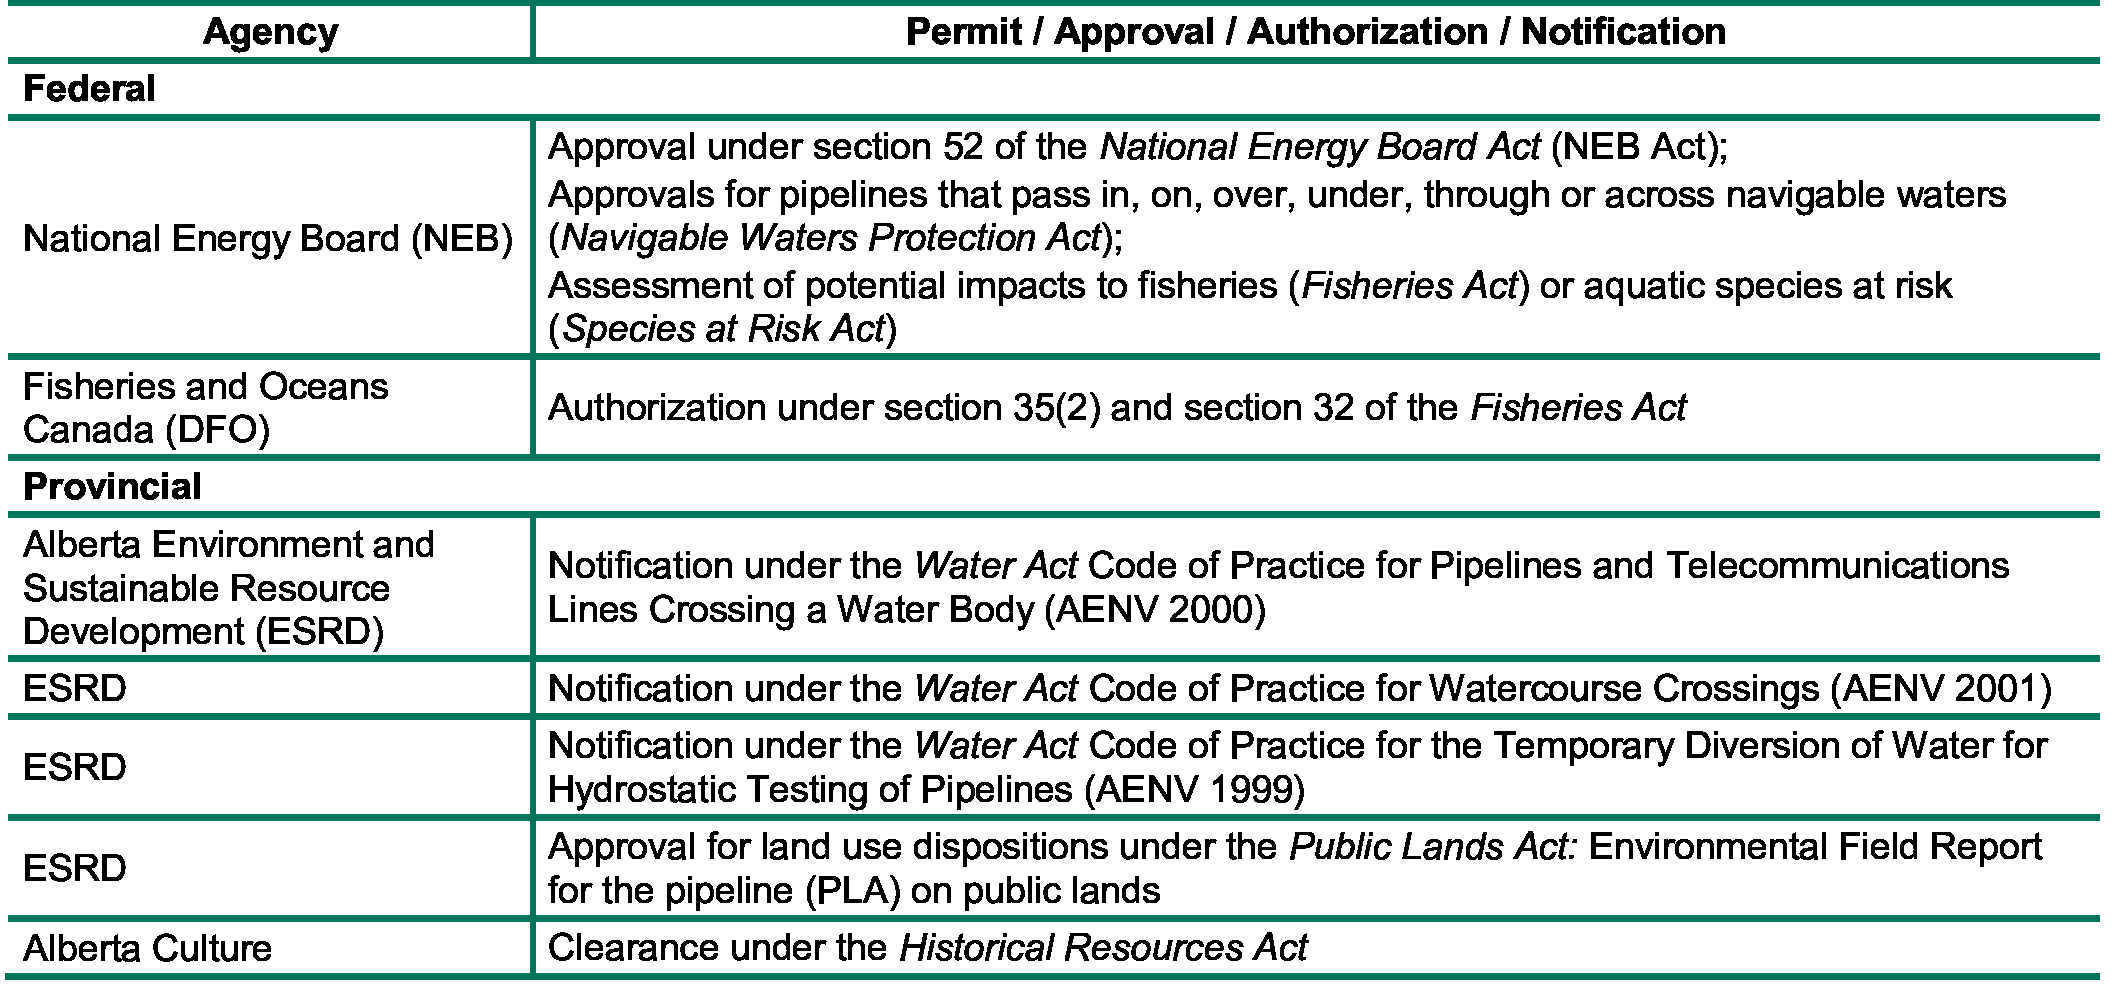 Agency
Permit / Approval / Authorization / Notification
Federal
National Energy Board (NEB)
Approval under section 52 of the National Energy Board Act (NEB Act);
Approvals for pipelines that pass in, on, over, under, through or across navigable waters
(Navigable Waters Protection Act);
Assessment of potential impacts to fisheries (Fisheries Act) or aquatic species at risk
(Species at Risk Act)
Fisheries and Oceans
Canada (DFO)
Authorization under section 35(2) and section 32 of the Fisheries Act
Provincial
Alberta Environment and
Sustainable Resource
Development (ESRD)
Notification under the Water Act Code of Practice for Pipelines and Telecommunications
Lines Crossing a Water Body (AENV 2000)
ESRD
Notification under the Water Act Code of Practice for Watercourse Crossings (AENV 2001)
ESRD
Notification under the Water Act Code of Practice for the Temporary Diversion of Water for
Hydrostatic Testing of Pipelines (AENV 1999)
ESRD
Approval for land use dispositions under the Public Lands Act: Environmental Field Report
for the pipeline (PLA) on public lands
Alberta Culture
Clearance under the Historical Resources Act